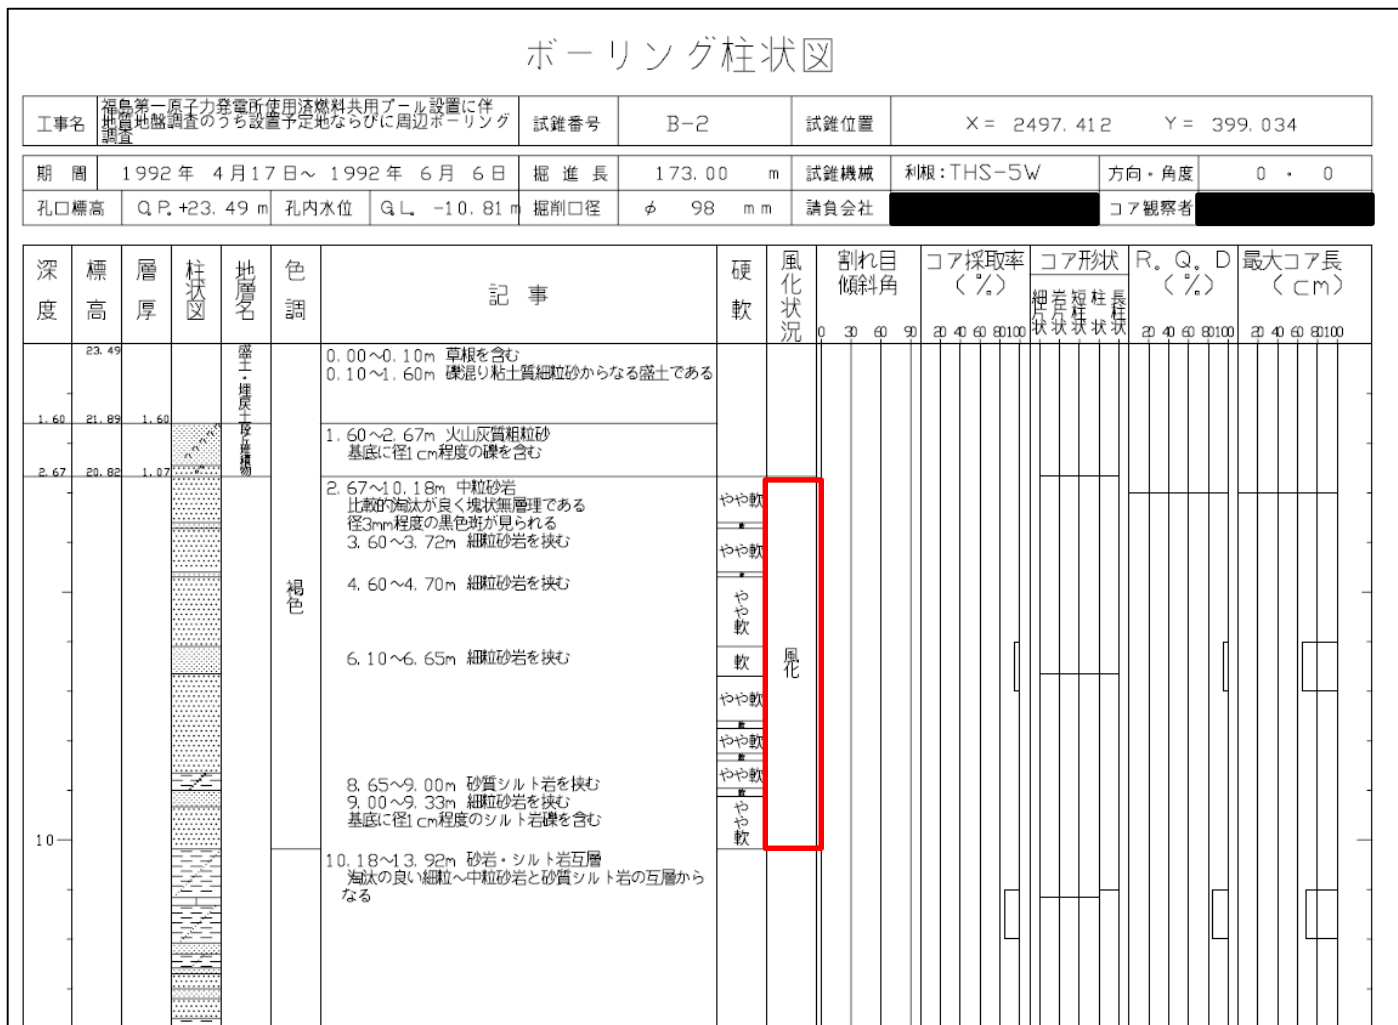 ボーリング柱状図
工事名
福島第一原子力発電所使用済燃料共用プール設置に伴
地質地盤調査のうち設置予定地ならびに周辺ボーリング
調査
試錐番号
B-2
試錐位置
X= 2497.412 Y= 399.034
期 間
1992年 4月17日~1992年 6月 6日
掘進長
173.00 m
試錐機械
利根:THS-5W
方向・角度
0 ・ 0
孔口標高
O.P.+23.49 m
孔内水位
G.L. -10.81 m
掘削口径
φ 98 mm
請負会社
コア観察者
深度
標高
層厚
柱状図
地層名
色調
記事
硬軟
風化状況
割れ目
傾斜角
0 30 60 90
コア採取率
(%)
20 40 60 80100
コア形状
細片状
岩片状
短柱状
柱状
長柱状
R.Q.D
(%)
20 40 60 80100
最大コア長
(cm)
20 40 60 80100
23.49
盛土・埋戻土
0.00~0.10m 草根を含む
0.10~1.60m 礫混り粘土質細粒砂からなる盛土である
1.60 21.89 1.60
段丘堆積物
1.60~2.67m 火山灰質粗粒砂
基底に径1cm程度の礫を含む
2.67 20.82 1.07
2.67~10.18m 中粒砂岩
比較的淘汰が良く塊状無層理である
径3mm程度の黒色斑が見られる
3.60~3.72m 細粒砂岩を挟む
4.60~4.70m 細粒砂岩を挟む
6.10~6.65m 細粒砂岩を挟む
8.65~9.00m 砂質シルト岩を挟む
9.00~9.33m 細粒砂岩を挟む
基底に径1cm程度のシルト岩礫を含む
褐色
やや軟
軟
やや軟
軟
やや軟
軟
やや軟
軟
やや軟
軟
やや軟
軟
やや軟
風化
10
10.18~13.92m 砂岩・シルト岩互層
淘汰の良い細粒~中粒砂岩と砂質シルト岩の互層から
なる